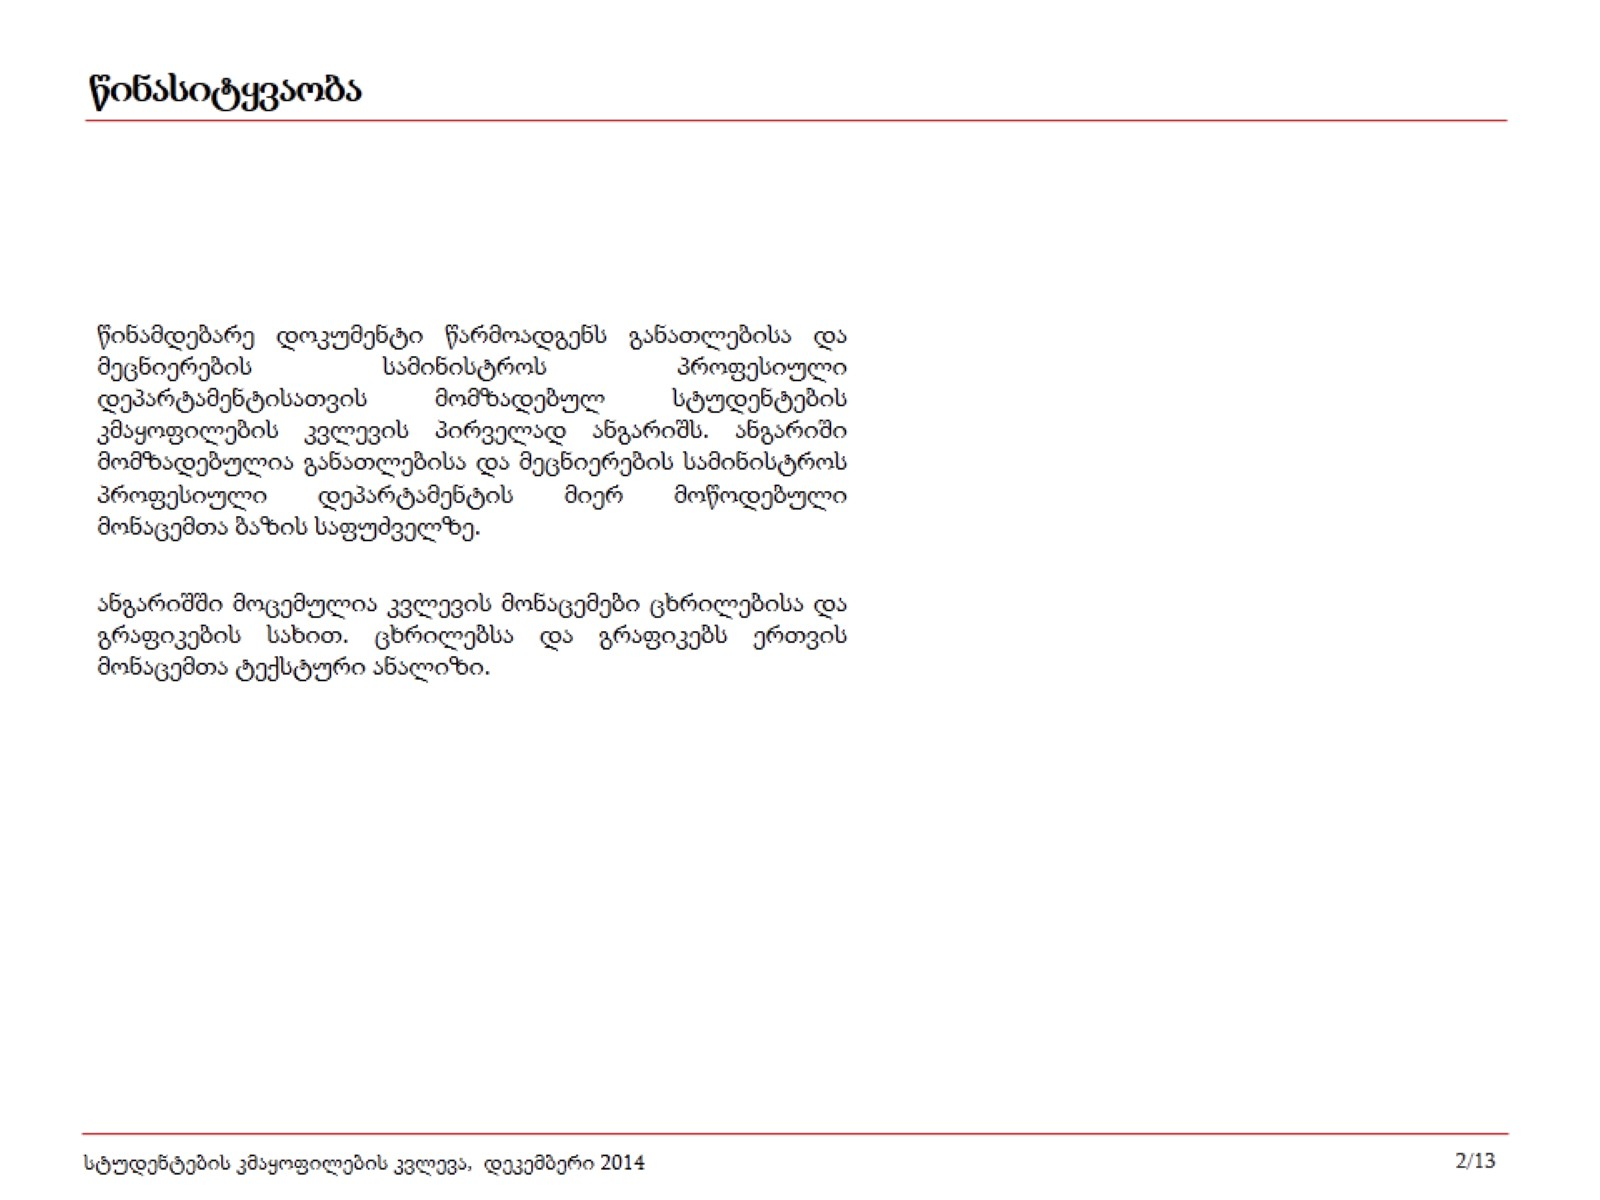 წინასიტყვაობა
წინამდებარე დოკუმენტი წარმოადგენს განათლებისა და
მეცნიერების სამინისტროს პროფესიული
დეპარტამენტისათვის მომზადებულ სტუდენტების
კმაყოფილების კვლევის პირველად ანგარიშს. ანგარიში
მომზადებულია განათლებისა და მეცნიერების სამინისტროს
პროფესიული დეპარტამენტის მიერ მოწოდებული
მონაცემთა ბაზის საფუძველზე.
ანგარიშში მოცემულია კვლევის მონაცემები ცხრილებისა და
გრაფიკების სახით. ცხრილებსა და გრაფიკებს ერთვის
მონაცემთა ტექსტური ანალიზი.
სტუდენტების კმაყოფილების კვლევა, დეკემბერი 2014
2/13